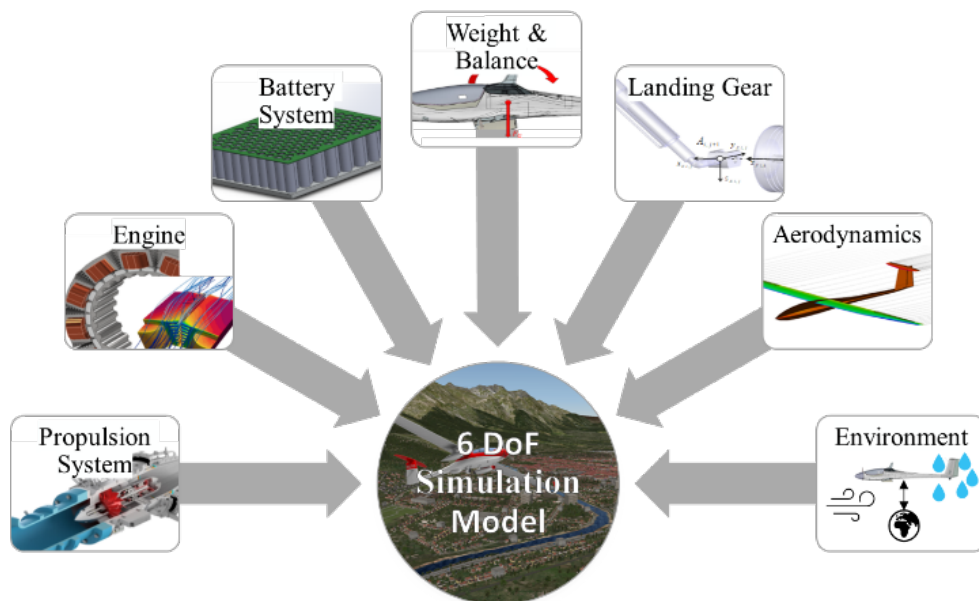 Weight &
Balance
Battery
System
Landing Gear
Engine
Aerodynamics
Propulsion
System
Environment
6 DoF
Simulation
Model